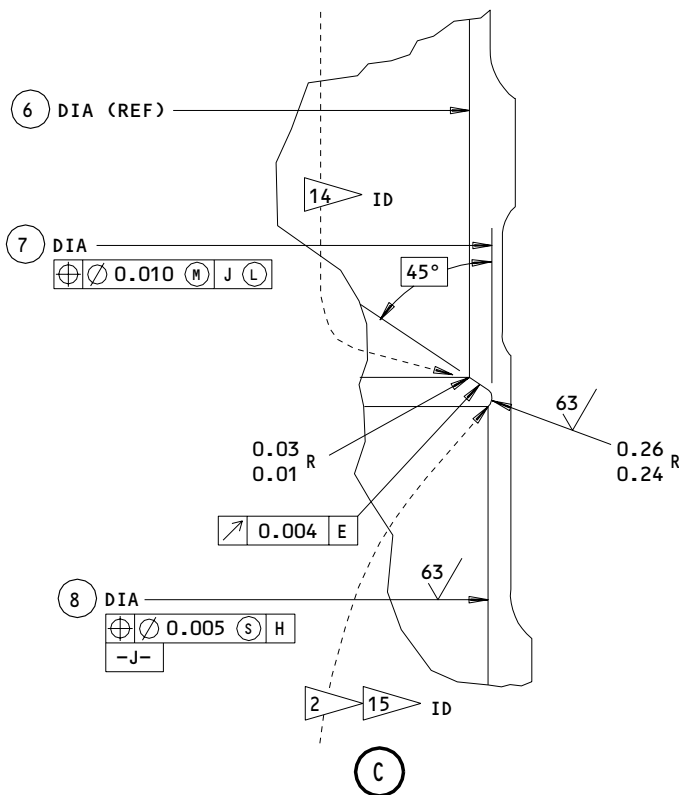 6 DIA (REF)
14 ID
7 DIA
⌖ ⌀ 0.010 Ⓜ J Ⓛ
45°
63
0.03
0.01 R
0.26
0.24 R
↗ 0.004 E
63
8 DIA
⌖ ⌀ 0.005 Ⓢ H
-J-
2 15 ID
C